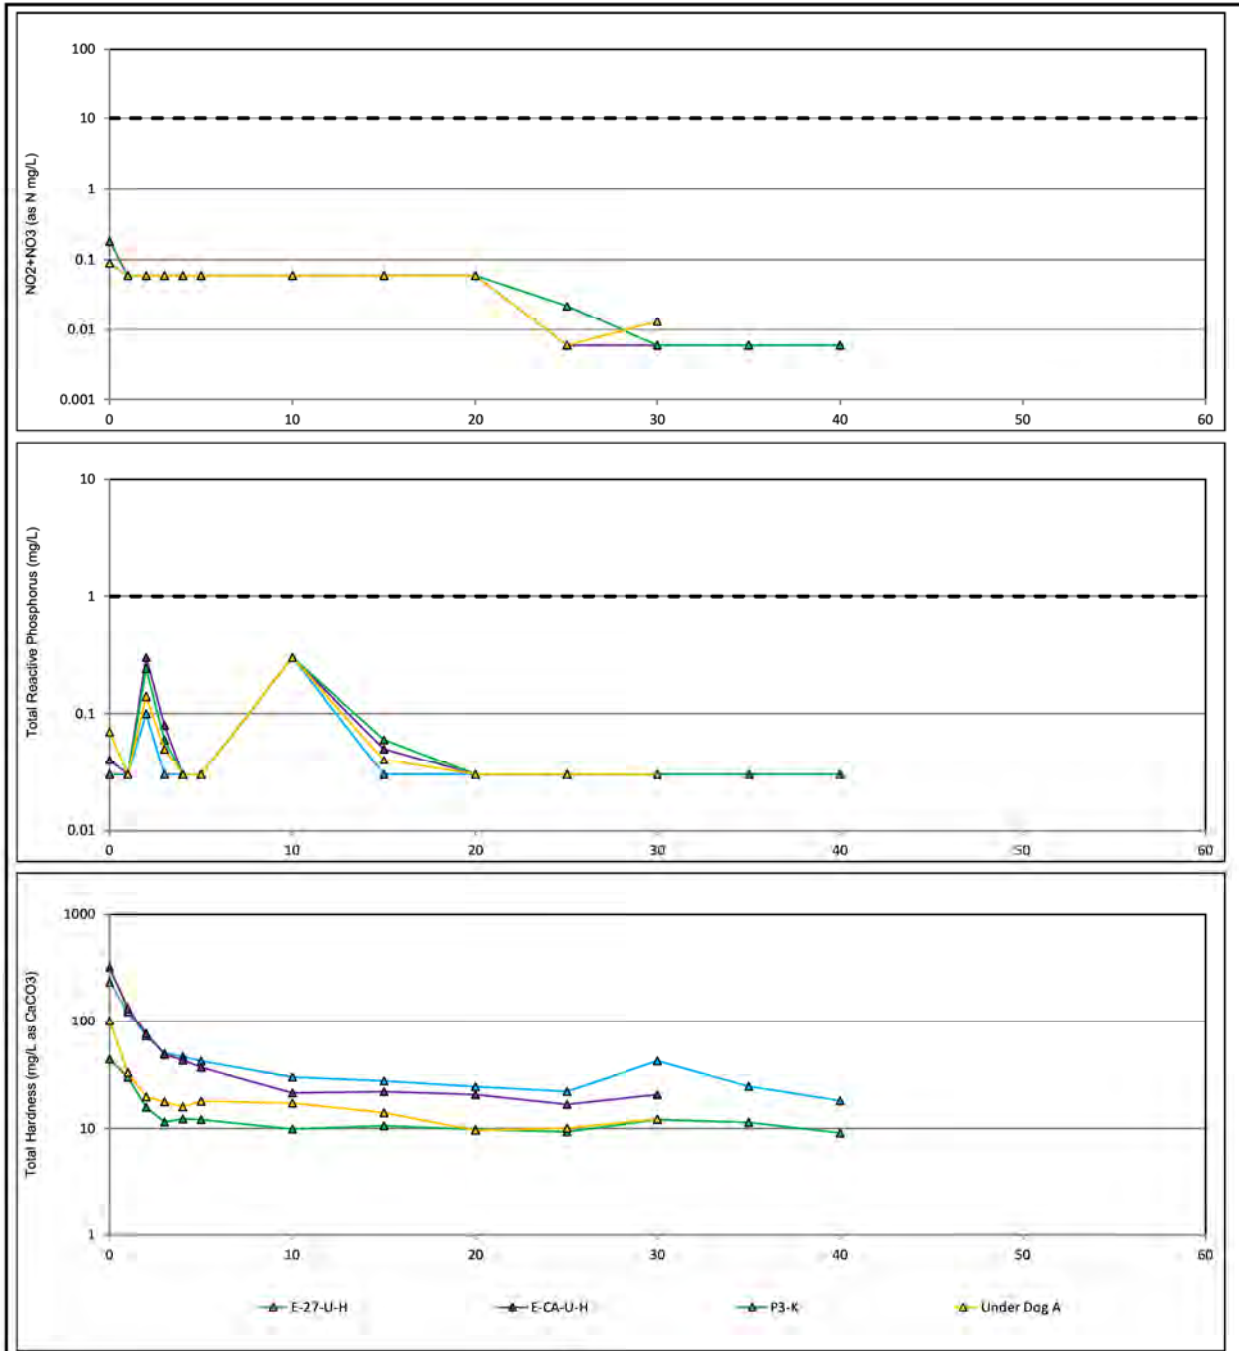 NO2+NO3 (as N mg/L)
100
10
1
0.1
0.01
0.001
0 10 20 30 40 50 60
Total Reactive Phosphorus (mg/L)
10
1
0.1
0.01
0 10 20 30 40 50 60
Total Hardness (mg/L as CaCO3)
1000
100
10
1
0 10 20 30 40 50 60
E-27-U-H E-CA-U-H P3-K Under Dog A